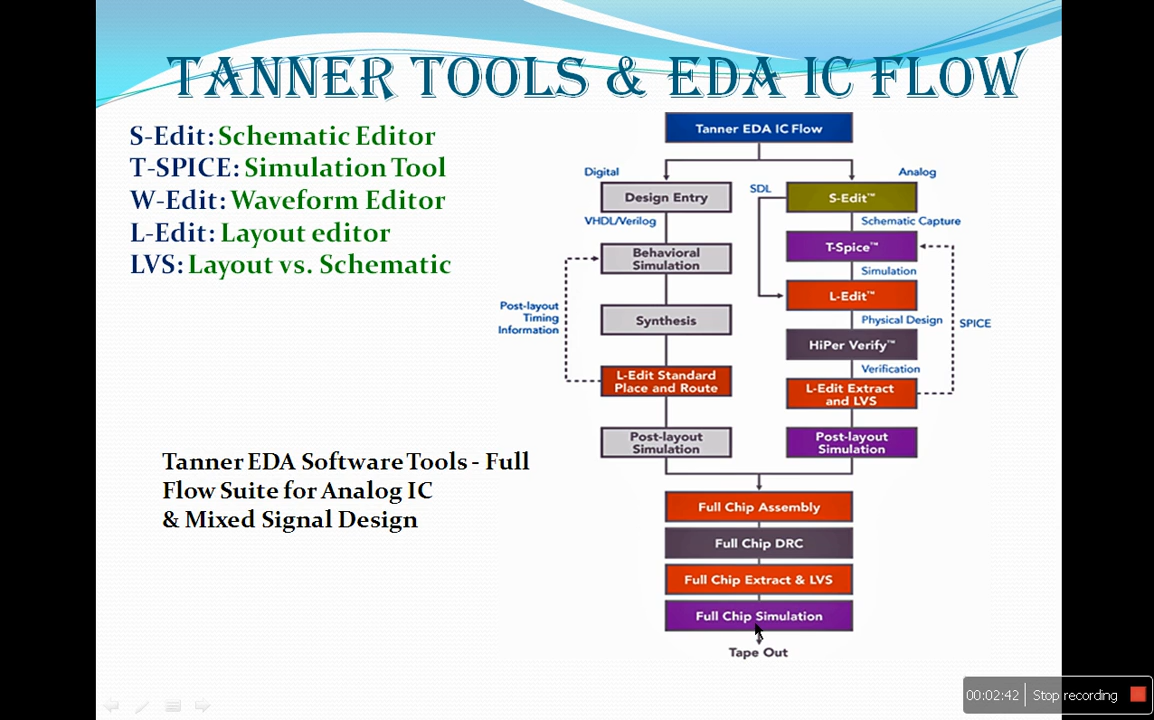 TANNER TOOLS & EDA IC FLOW
S-Edit: Schematic Editor
T-SPICE: Simulation Tool
W-Edit: Waveform Editor
L-Edit: Layout editor
LVS: Layout vs. Schematic
Tanner EDA Software Tools - Full
Flow Suite for Analog IC
& Mixed Signal Design
Tanner EDA IC Flow
Digital
Design Entry
VHDL/Verilog
Behavioral
Simulation
Synthesis
Post-layout
Timing
Information
L-Edit Standard
Place and Route
Post-layout
Simulation
Analog
SDL
S-Edit™
Schematic Capture
T-Spice™
Simulation
L-Edit™
Physical Design
SPICE
HiPer Verify™
Verification
L-Edit Extract
and LVS
Post-layout
Simulation
Full Chip Assembly
Full Chip DRC
Full Chip Extract & LVS
Full Chip Simulation
Tape Out
00:02:42 Stop recording